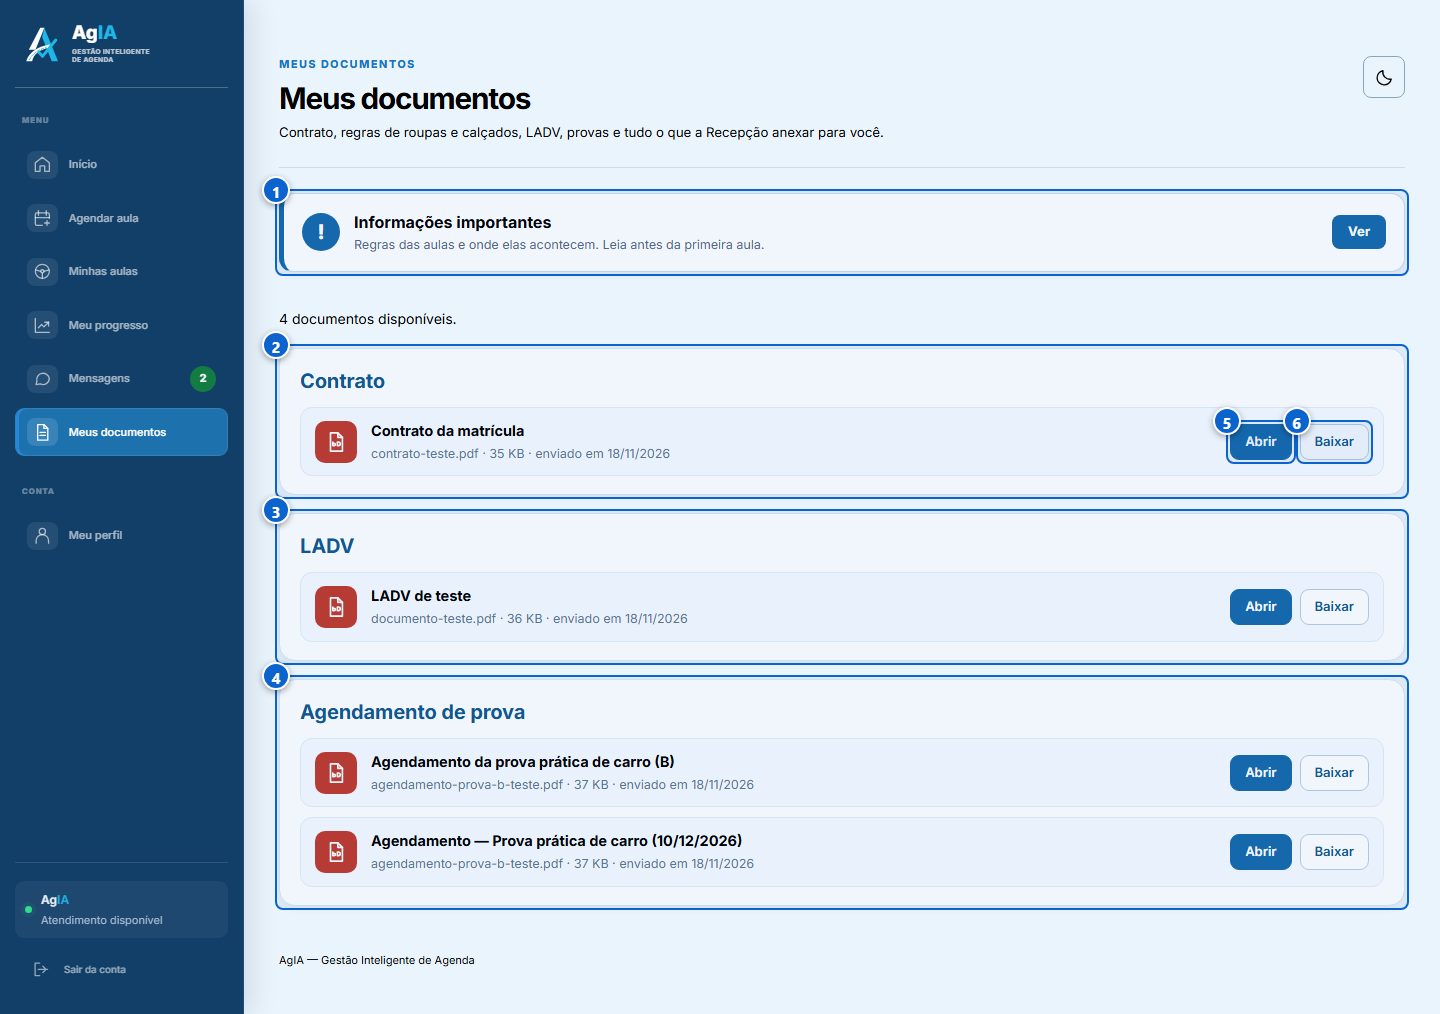 AgIA
GESTÃO INTELIGENTE
DE AGENDA
MENU
Início
Agendar aula
Minhas aulas
Meu progresso
Mensagens 2
Meus documentos
CONTA
Meu perfil
AgIA
Atendimento disponível
Sair da conta
MEUS DOCUMENTOS
Meus documentos
Contrato, regras de roupas e calçados, LADV, provas e tudo o que a Recepção anexar para você.
1
!
Informações importantes
Regras das aulas e onde elas acontecem. Leia antes da primeira aula.
Ver
4 documentos disponíveis.
2
Contrato
Contrato da matrícula
contrato-teste.pdf · 35 KB · enviado em 18/11/2026
5 Abrir 6 Baixar
3
LADV
LADV de teste
documento-teste.pdf · 36 KB · enviado em 18/11/2026
Abrir Baixar
4
Agendamento de prova
Agendamento da prova prática de carro (B)
agendamento-prova-b-teste.pdf · 37 KB · enviado em 18/11/2026
Abrir Baixar
Agendamento — Prova prática de carro (10/12/2026)
agendamento-prova-b-teste.pdf · 37 KB · enviado em 18/11/2026
Abrir Baixar
AgIA — Gestão Inteligente de Agenda